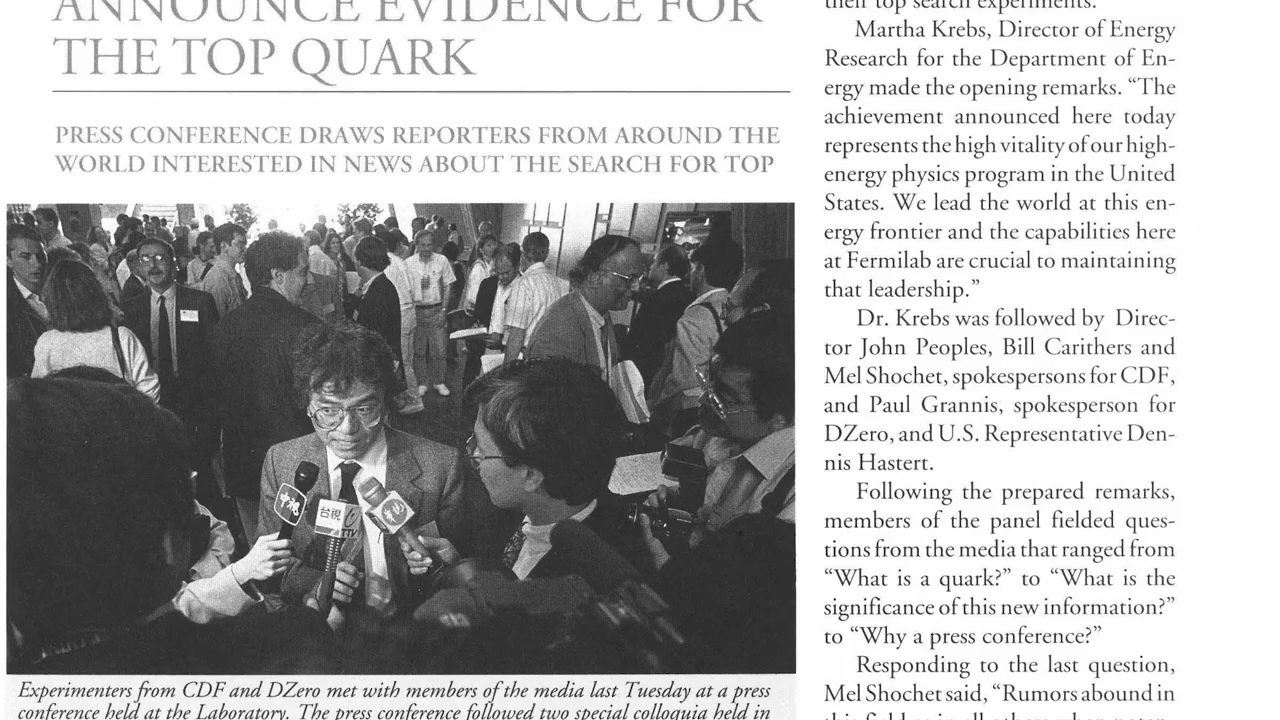 ANNOUNCE EVIDENCE FOR
THE TOP QUARK
PRESS CONFERENCE DRAWS REPORTERS FROM AROUND THE
WORLD INTERESTED IN NEWS ABOUT THE SEARCH FOR TOP
中視
台視
TTV
華視
Experimenters from CDF and DZero met with members of the media last Tuesday at a press
conference held at the Laboratory. The press conference followed two special colloquia held in
their top search experiments.
Martha Krebs, Director of Energy
Research for the Department of En-
ergy made the opening remarks. “The
achievement announced here today
represents the high vitality of our high-
energy physics program in the United
States. We lead the world at this en-
ergy frontier and the capabilities here
at Fermilab are crucial to maintaining
that leadership.”
Dr. Krebs was followed by Direc-
tor John Peoples, Bill Carithers and
Mel Shochet, spokespersons for CDF,
and Paul Grannis, spokesperson for
DZero, and U.S. Representative Den-
nis Hastert.
Following the prepared remarks,
members of the panel fielded ques-
tions from the media that ranged from
“What is a quark?” to “What is the
significance of this new information?”
to “Why a press conference?”
Responding to the last question,
Mel Shochet said, “Rumors abound in